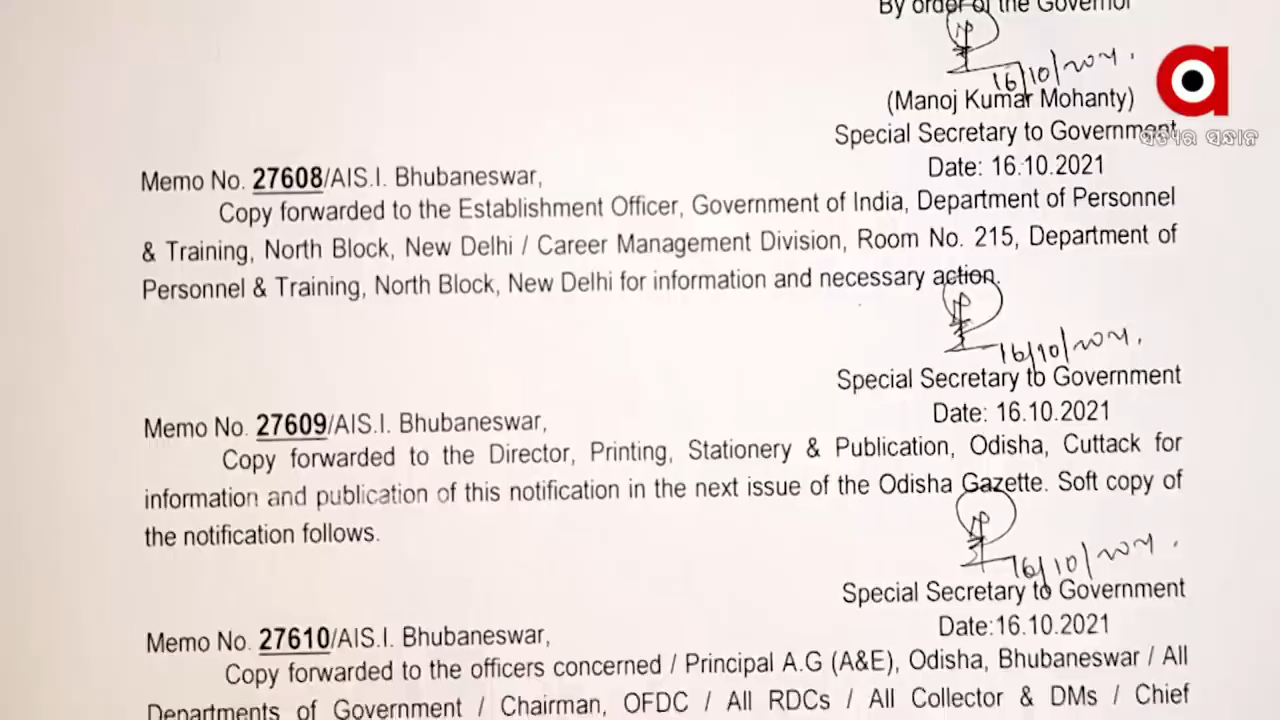 By order of the Governor
16/10/2021.
(Manoj Kumar Mohanty)
Special Secretary to Government
ସତ୍ୟର ସନ୍ଧାନ
Memo No. 27608/AIS.I. Bhubaneswar, Date: 16.10.2021
Copy forwarded to the Establishment Officer, Government of India, Department of Personnel
& Training, North Block, New Delhi / Career Management Division, Room No. 215, Department of
Personnel & Training, North Block, New Delhi for information and necessary action.
16/10/2021.
Special Secretary to Government
Memo No. 27609/AIS.I. Bhubaneswar, Date: 16.10.2021
Copy forwarded to the Director, Printing, Stationery & Publication, Odisha, Cuttack for
information and publication of this notification in the next issue of the Odisha Gazette. Soft copy of
the notification follows.
16/10/2021.
Special Secretary to Government
Memo No. 27610/AIS.I. Bhubaneswar, Date:16.10.2021
Copy forwarded to the officers concerned / Principal A.G (A&E), Odisha, Bhubaneswar / All
Departments of Government / Chairman, OFDC / All RDCs / All Collector & DMs / Chief